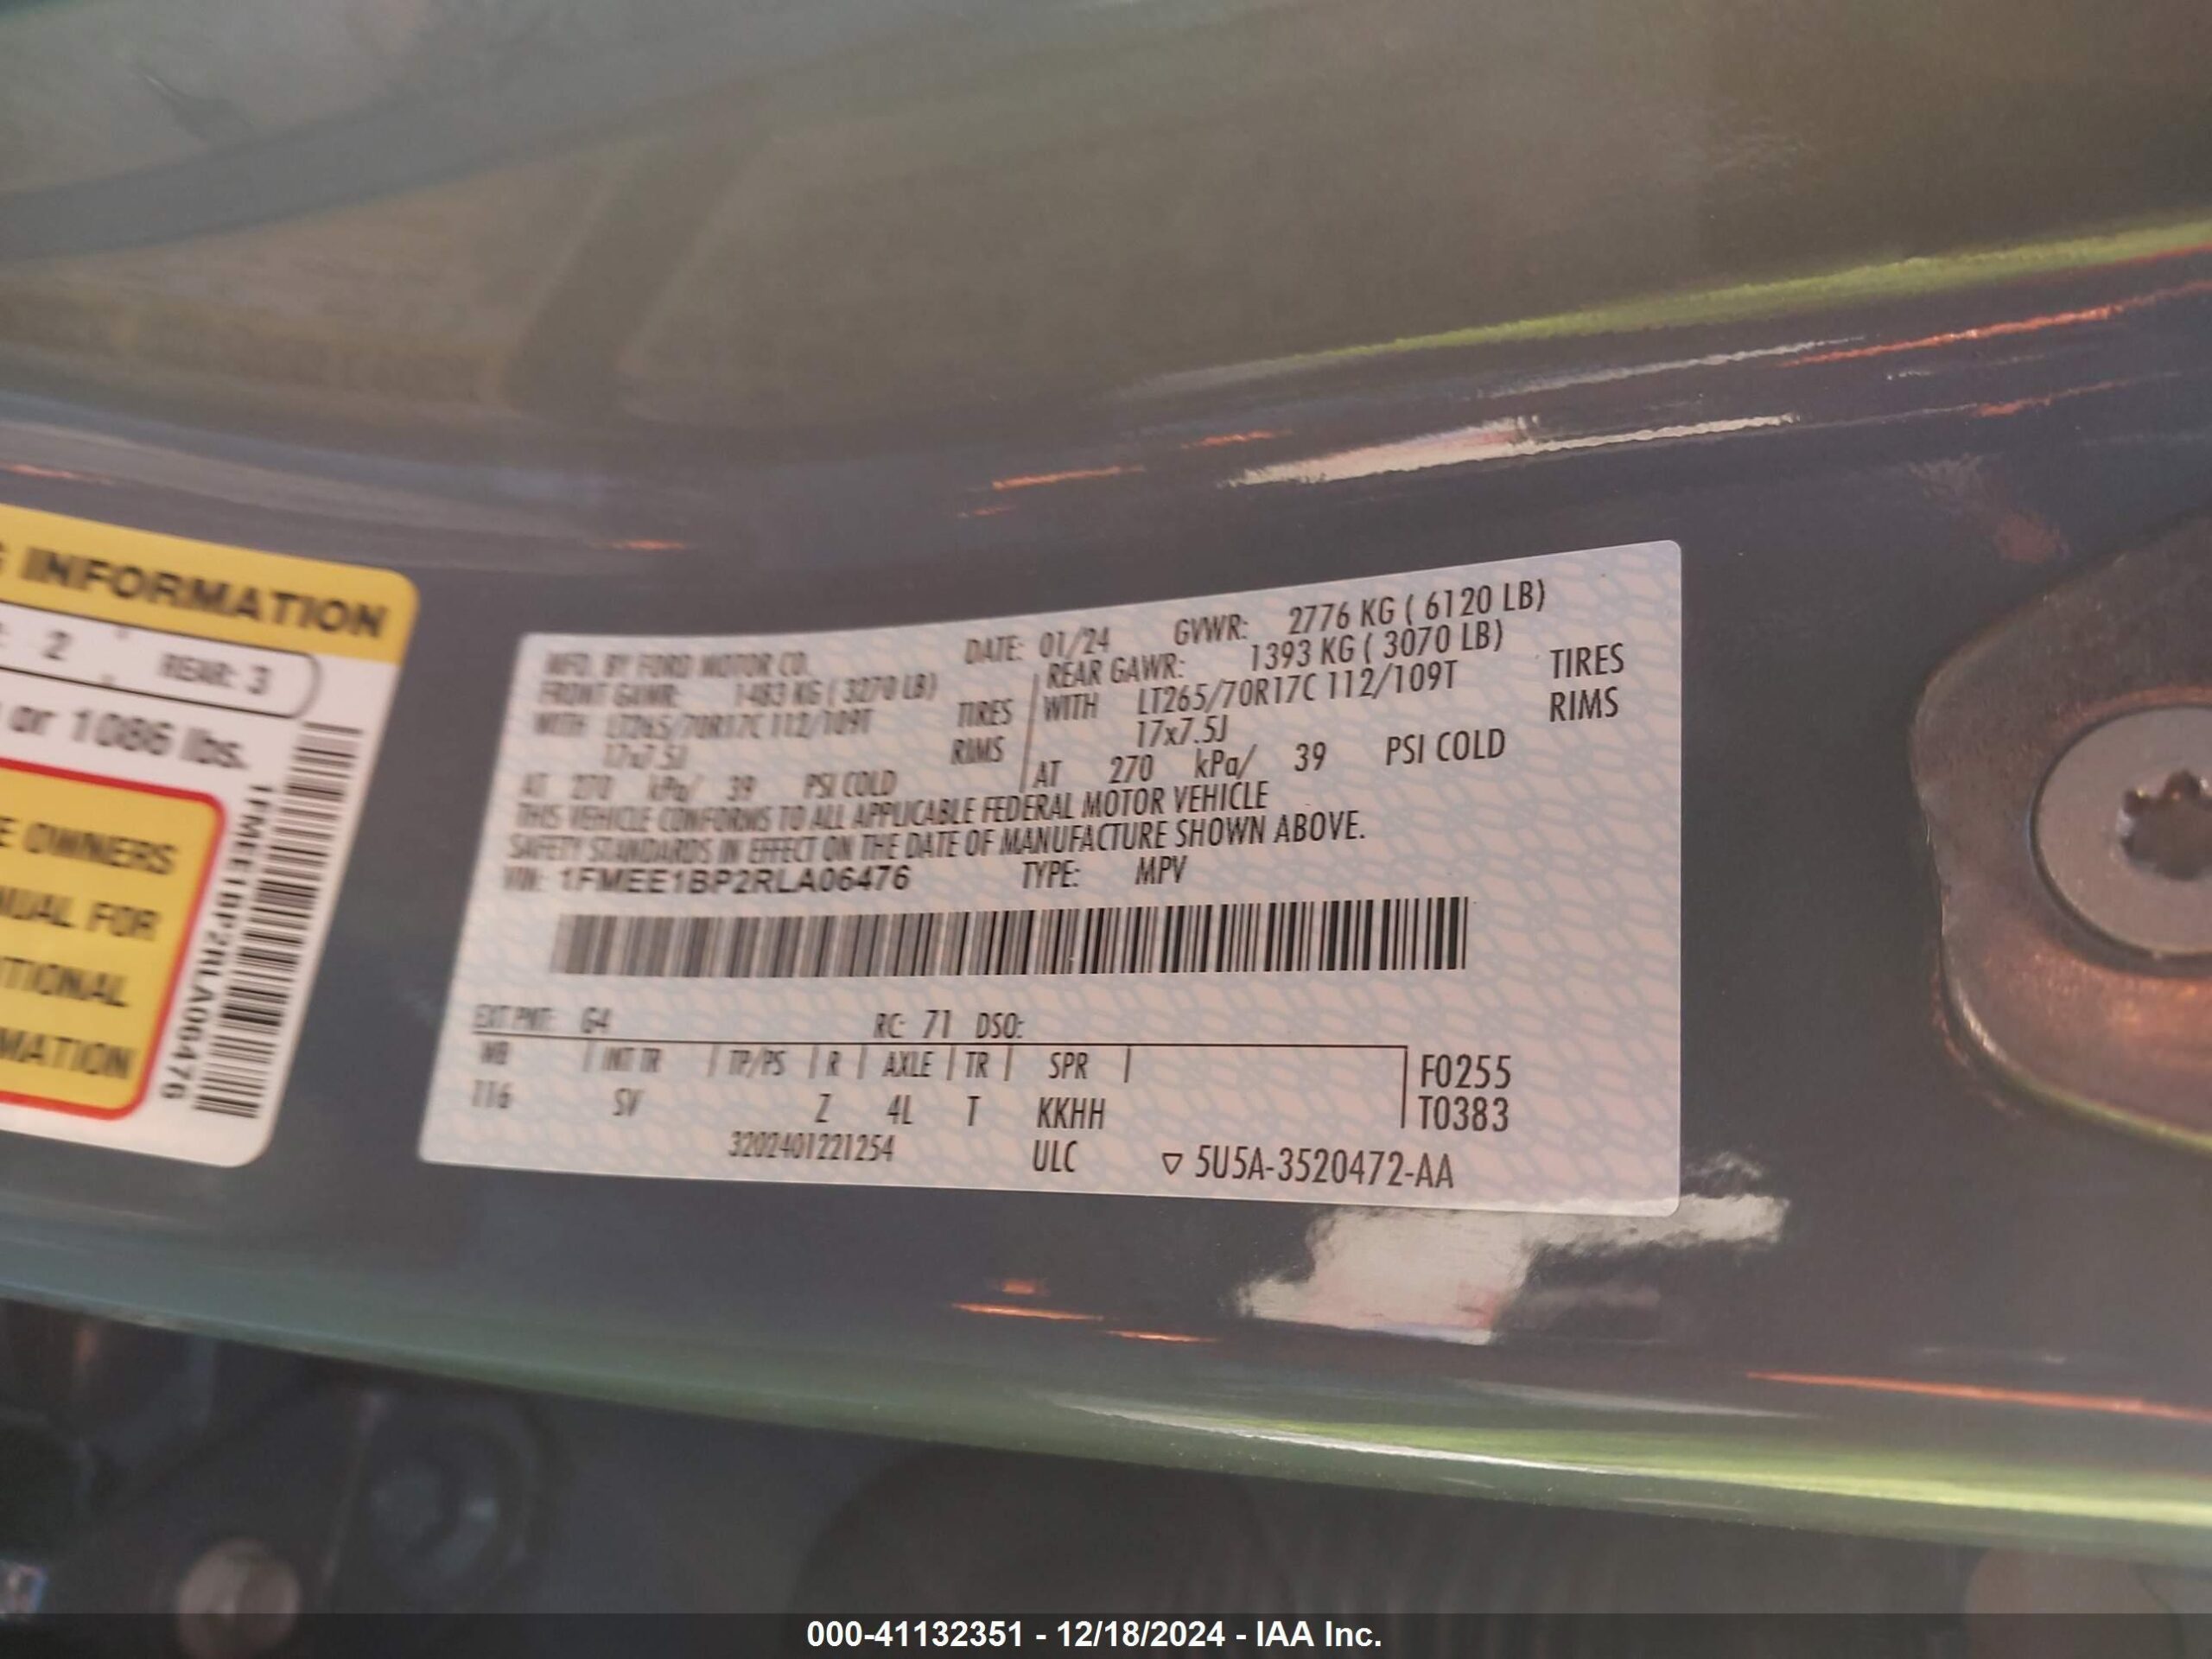 INFORMATION
2 REAR: 3
or 1086 lbs.
OWNERS
FOR
1FMEE1BP2RLA06476
MFD. BY FORD MOTOR CO. DATE: 01/24 GVWR: 2776 KG ( 6120 LB)
FRONT GAWR: 1483 KG ( 3270 LB) REAR GAWR: 1393 KG ( 3070 LB)
WITH LT265/70R17C 112/109T TIRES WITH LT265/70R17C 112/109T TIRES
17x7.5J RIMS 17x7.5J RIMS
AT 270 kPa/ 39 PSI COLD AT 270 kPa/ 39 PSI COLD
THIS VEHICLE CONFORMS TO ALL APPLICABLE FEDERAL MOTOR VEHICLE
SAFETY STANDARDS IN EFFECT ON THE DATE OF MANUFACTURE SHOWN ABOVE.
VIN: 1FMEE1BP2RLA06476 TYPE: MPV
EXT PNT: G4 RC: 71 DSO:
WB INT TR TP/PS R AXLE TR SPR F0255
116 SV Z 4L T KKHH T0383
3202401221254 ULC ▽ 5U5A-3520472-AA
000-41132351 - 12/18/2024 - IAA Inc.